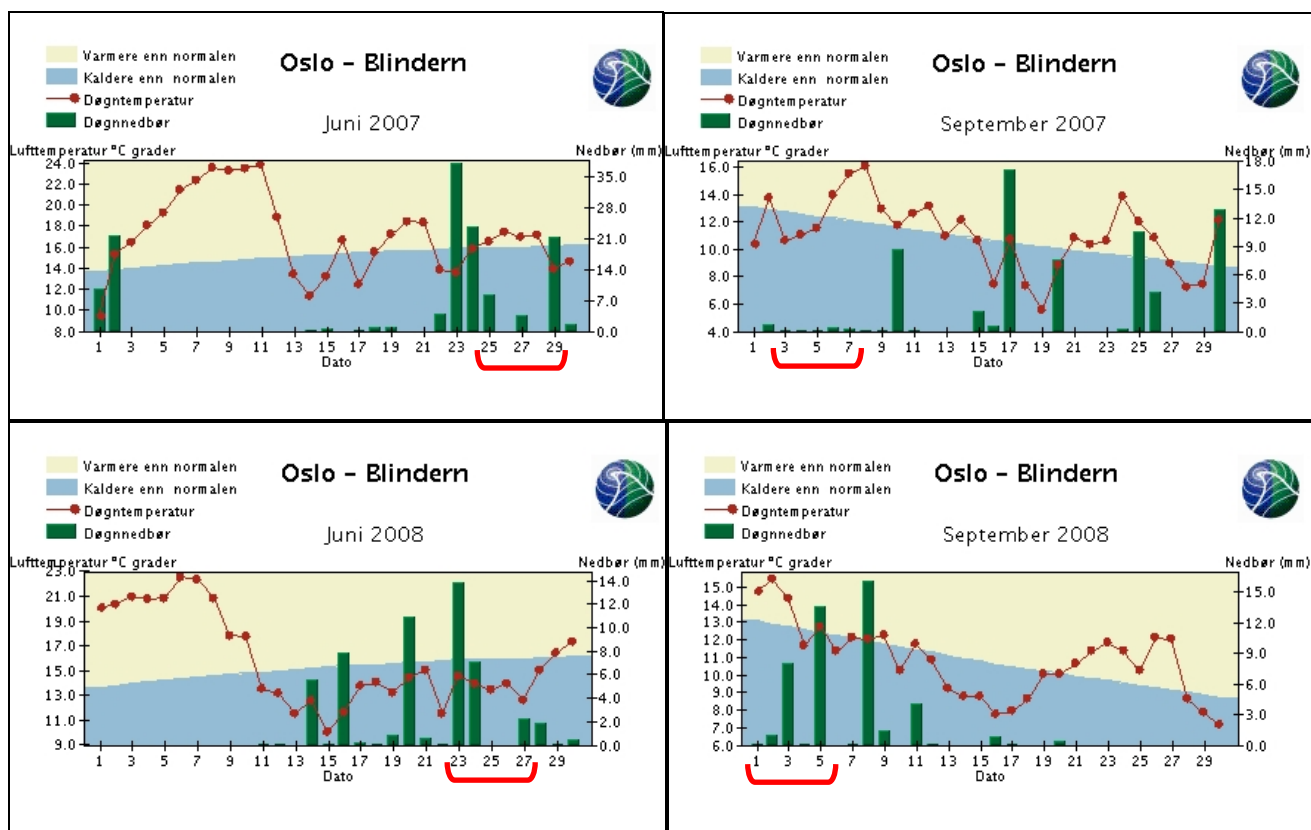 Varmere enn normalen
Kaldere enn normalen
Døgntemperatur
Døgnnedbør
Oslo – Blindern
Juni 2007
Lufttemperatur °C grader
Nedbør (mm)
24.0
22.0
20.0
18.0
16.0
14.0
12.0
10.0
8.0
35.0
28.0
21.0
14.0
7.0
0.0
1 3 5 7 9 11 13 15 17 19 21 23 25 27 29
Dato
Varmere enn normalen
Kaldere enn normalen
Døgntemperatur
Døgnnedbør
Oslo – Blindern
September 2007
Lufttemperatur °C grader
Nedbør (mm)
16.0
14.0
12.0
10.0
8.0
6.0
4.0
18.0
15.0
12.0
9.0
6.0
3.0
0.0
1 3 5 7 9 11 13 15 17 19 21 23 25 27 29
Dato
Varmere enn normalen
Kaldere enn normalen
Døgntemperatur
Døgnnedbør
Oslo – Blindern
Juni 2008
Lufttemperatur °C grader
Nedbør (mm)
23.0
21.0
19.0
17.0
15.0
13.0
11.0
9.0
14.0
12.0
10.0
8.0
6.0
4.0
2.0
0.0
1 3 5 7 9 11 13 15 17 19 21 23 25 27 29
Dato
Varmere enn normalen
Kaldere enn normalen
Døgntemperatur
Døgnnedbør
Oslo – Blindern
September 2008
Lufttemperatur °C grader
Nedbør (mm)
15.0
14.0
13.0
12.0
11.0
10.0
9.0
8.0
7.0
6.0
15.0
12.0
9.0
6.0
3.0
0.0
1 3 5 7 9 11 13 15 17 19 21 23 25 27 29
Dato